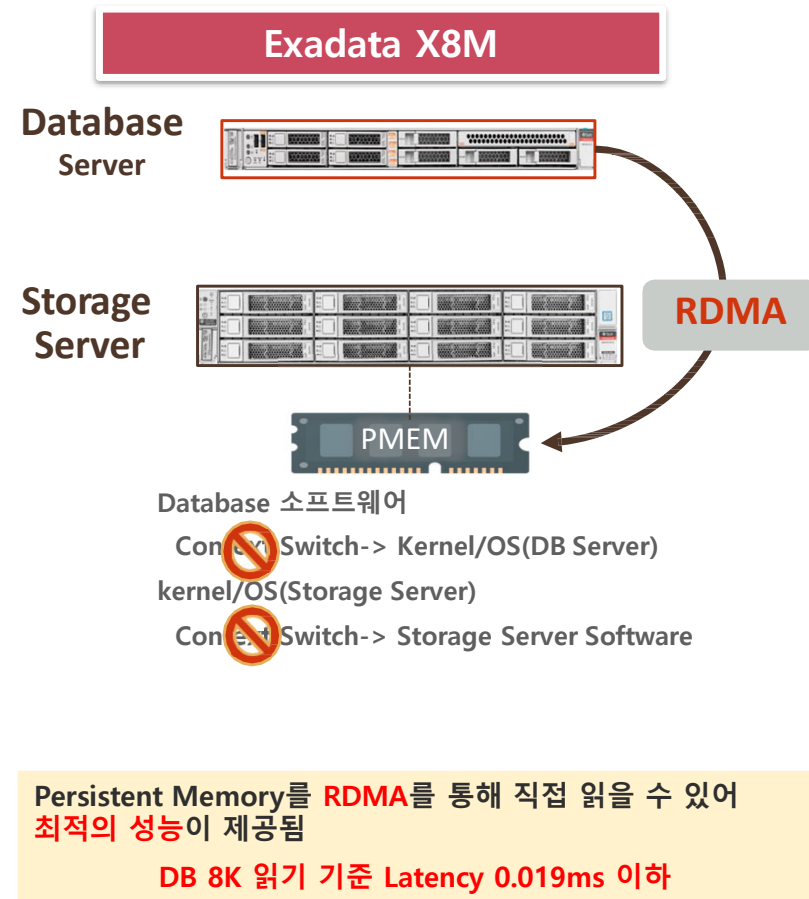 Exadata X8M
Database
Server
Storage
Server
RDMA
PMEM
Database 소프트웨어
Context Switch-> Kernel/OS(DB Server)
kernel/OS(Storage Server)
Context Switch-> Storage Server Software
Persistent Memory를 RDMA를 통해 직접 읽을 수 있어
최적의 성능이 제공됨
DB 8K 읽기 기준 Latency 0.019ms 이하